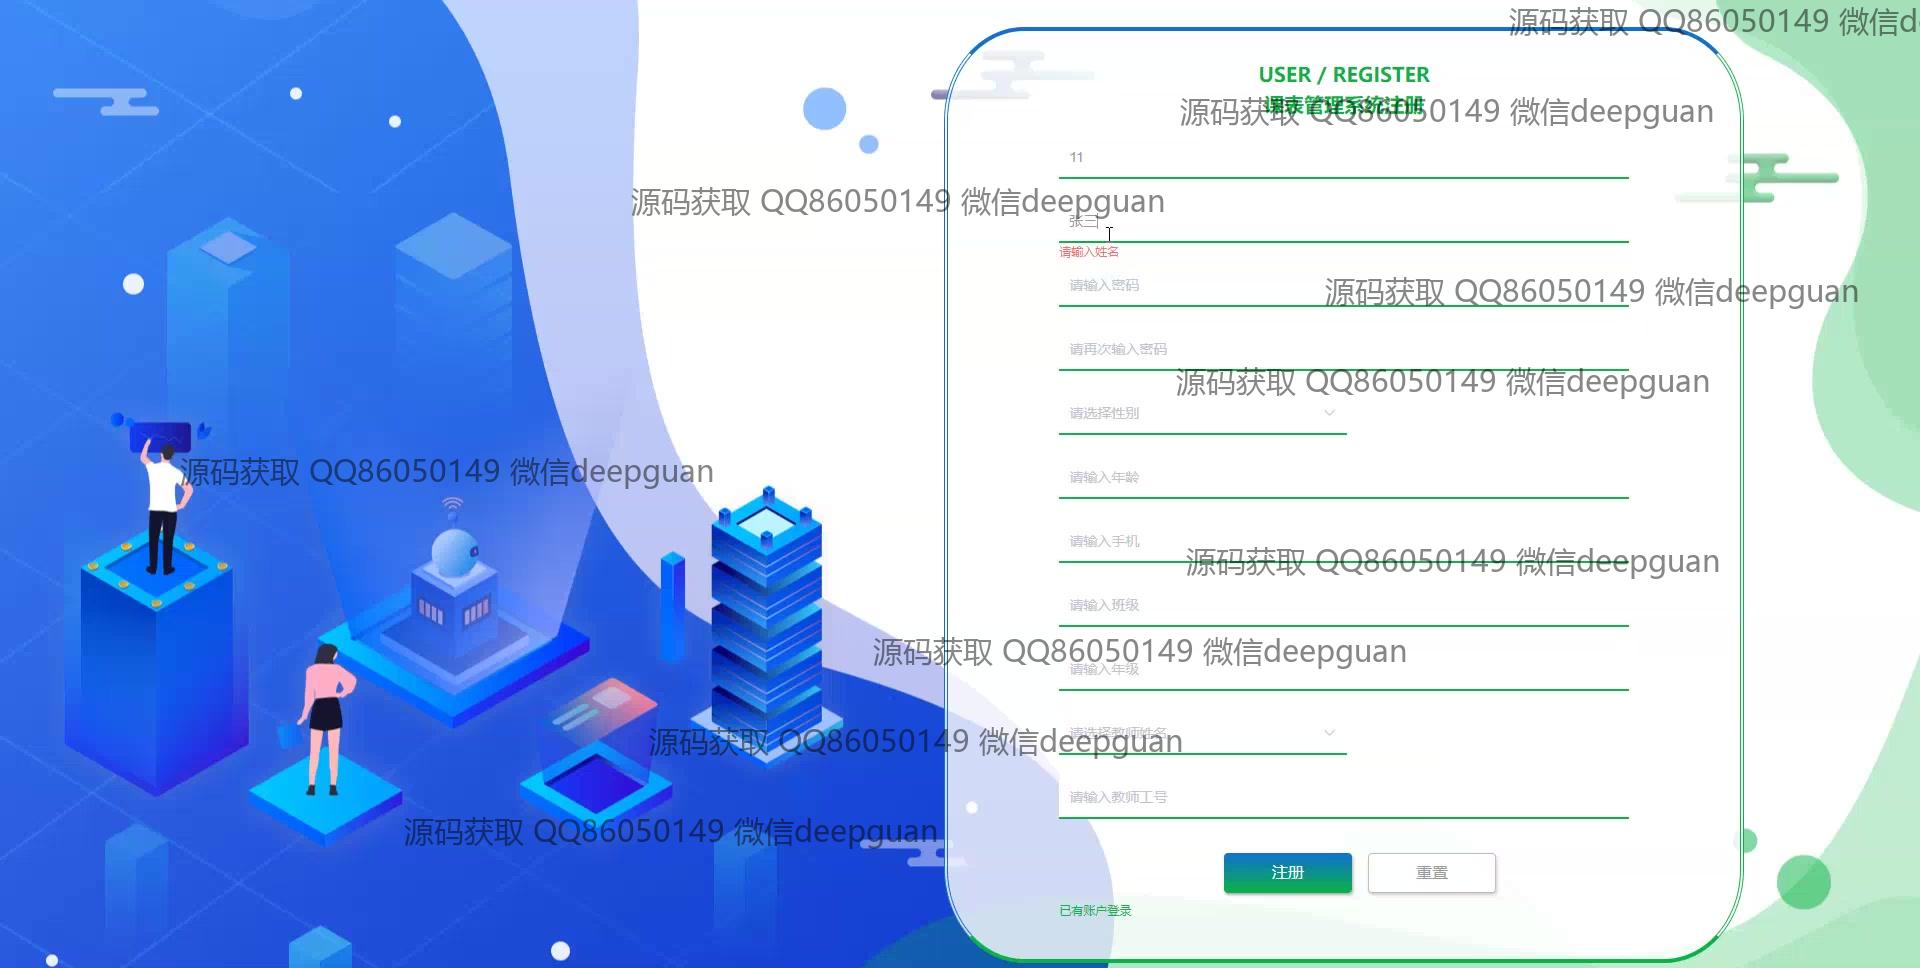 源码获取 QQ86050149 微信d
USER / REGISTER
课表管理系统注册
源码获取 QQ86050149 微信deepguan
11
源码获取 QQ86050149 微信deepguan
张三
请输入姓名
请输入密码
源码获取 QQ86050149 微信deepguan
请再次输入密码
源码获取 QQ86050149 微信deepguan
请选择性别
源码获取 QQ86050149 微信deepguan
请输入年龄
请输入手机
源码获取 QQ86050149 微信deepguan
请输入班级
源码获取 QQ86050149 微信deepguan
请输入年级
请选择教师姓名
源码获取 QQ86050149 微信deepguan
请输入教师工号
源码获取 QQ86050149 微信deepguan
注册
重置
已有账户登录